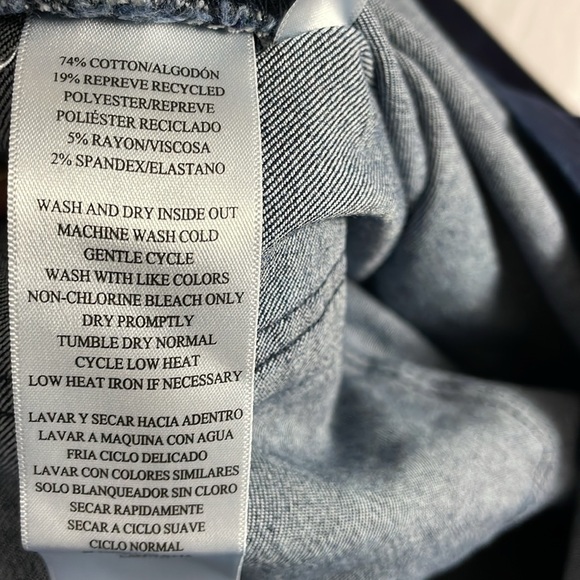 74% COTTON/ALGODÓN
19% REPREVE RECYCLED
POLYESTER/REPREVE
POLIÉSTER RECICLADO
5% RAYON/VISCOSA
2% SPANDEX/ELASTANO
WASH AND DRY INSIDE OUT
MACHINE WASH COLD
GENTLE CYCLE
WASH WITH LIKE COLORS
NON-CHLORINE BLEACH ONLY
DRY PROMPTLY
TUMBLE DRY NORMAL
CYCLE LOW HEAT
LOW HEAT IRON IF NECESSARY
LAVAR Y SECAR HACIA ADENTRO
LAVAR A MAQUINA CON AGUA
FRIA CICLO DELICADO
LAVAR CON COLORES SIMILARES
SOLO BLANQUEADOR SIN CLORO
SECAR RAPIDAMENTE
SECAR A CICLO SUAVE
CICLO NORMAL